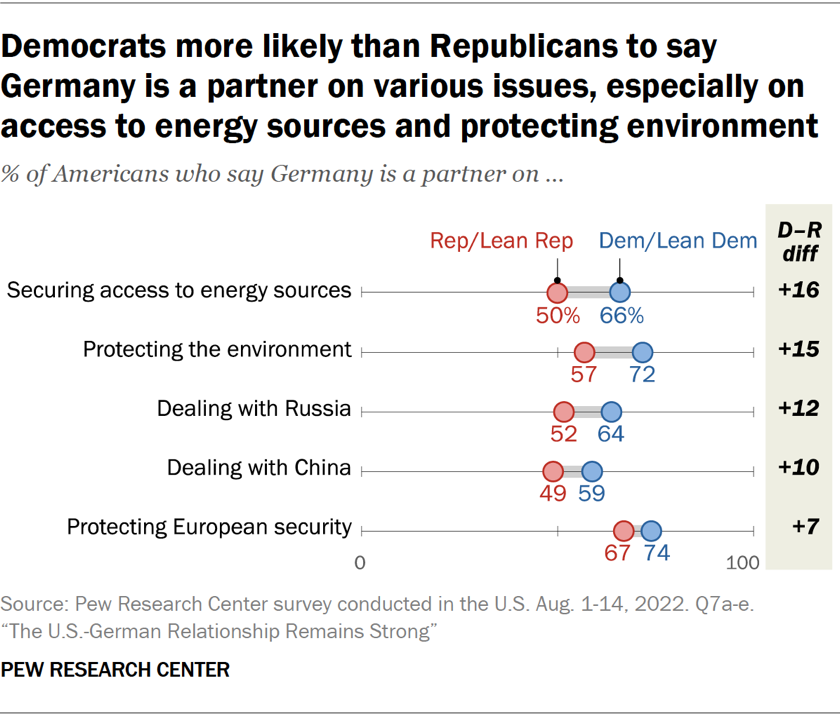 Democrats more likely than Republicans to say
Germany is a partner on various issues, especially on
access to energy sources and protecting environment
% of Americans who say Germany is a partner on ...
D–R
diff
Rep/Lean Rep Dem/Lean Dem
Securing access to energy sources +16
50% 66%
Protecting the environment +15
57 72
Dealing with Russia +12
52 64
Dealing with China +10
49 59
Protecting European security +7
67 74
0 100
Source: Pew Research Center survey conducted in the U.S. Aug. 1-14, 2022. Q7a-e.
“The U.S.-German Relationship Remains Strong”
PEW RESEARCH CENTER